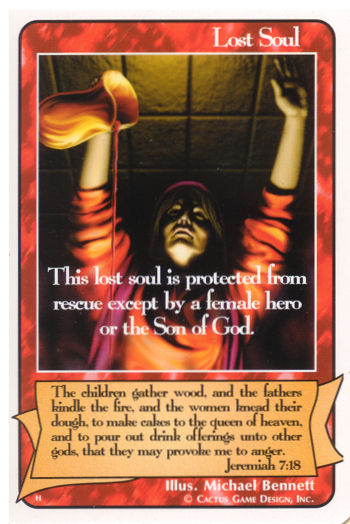 Lost Soul
This lost soul is protected from
rescue except by a female hero
or the Son of God.
The children gather wood, and the fathers
kindle the fire, and the women knead their
dough, to make cakes to the queen of heaven,
and to pour out drink offerings unto other
gods, that they may provoke me to anger.
Jeremiah 7:18
Illus. Michael Bennett
H
© Cactus Game Design, Inc.